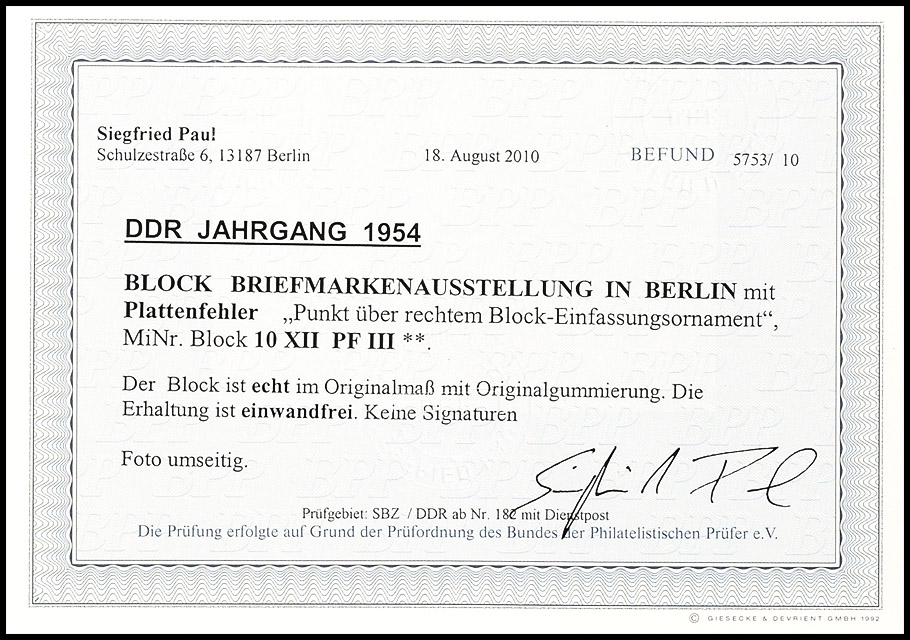 Siegfried Paul
Schulzestraße 6, 13187 Berlin 18. August 2010 BEFUND 5753/ 10
DDR JAHRGANG 1954
BLOCK BRIEFMARKENAUSSTELLUNG IN BERLIN mit
Plattenfehler „Punkt über rechtem Block-Einfassungsornament“,
MiNr. Block 10 XII PF III **.
Der Block ist echt im Originalmaß mit Originalgummierung. Die
Erhaltung ist einwandfrei. Keine Signaturen
Foto umseitig.
Siegfried Paul
Prüfgebiet: SBZ / DDR ab Nr. 182 mit Dienstpost
Die Prüfung erfolgte auf Grund der Prüfordnung des Bundes der Philatelistischen Prüfer e.V.
© GIESECKE & DEVRIENT GMBH 1992